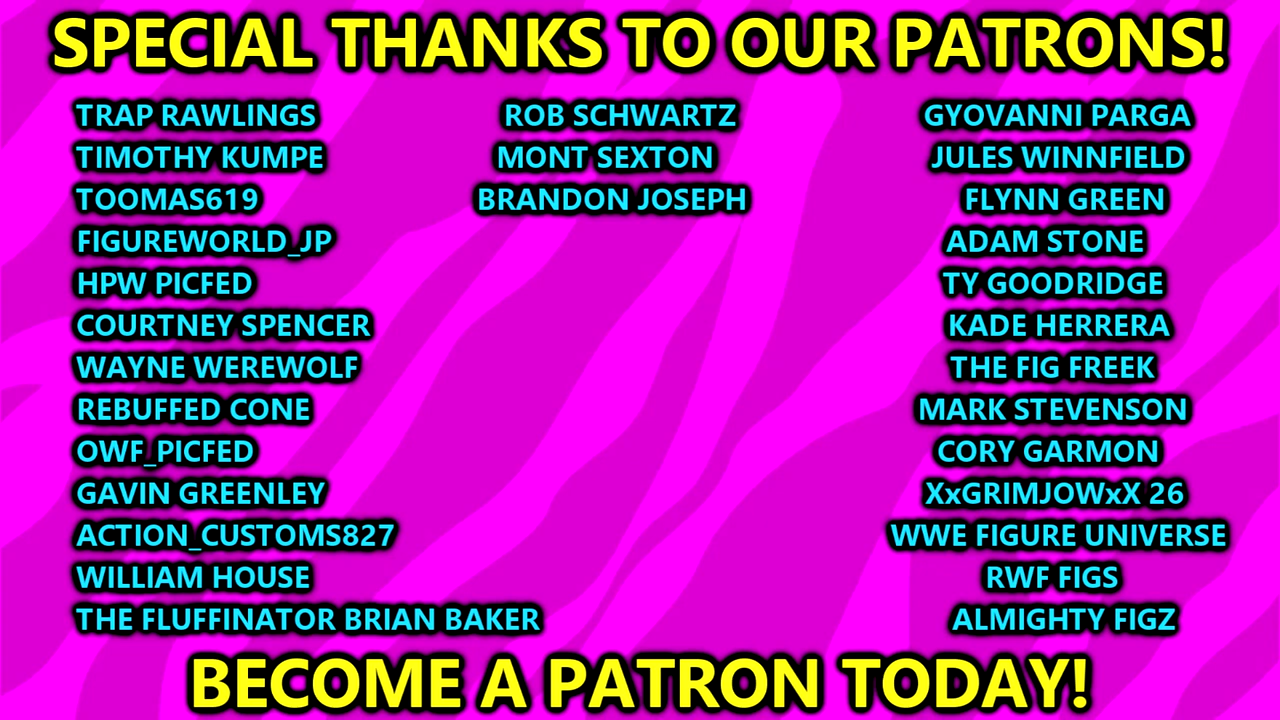 SPECIAL THANKS TO OUR PATRONS!
TRAP RAWLINGS
TIMOTHY KUMPE
TOOMAS619
FIGUREWORLD_JP
HPW PICFED
COURTNEY SPENCER
WAYNE WEREWOLF
REBUFFED CONE
OWF_PICFED
GAVIN GREENLEY
ACTION_CUSTOMS827
WILLIAM HOUSE
THE FLUFFINATOR BRIAN BAKER
ROB SCHWARTZ
MONT SEXTON
BRANDON JOSEPH
GYOVANNI PARGA
JULES WINNFIELD
FLYNN GREEN
ADAM STONE
TY GOODRIDGE
KADE HERRERA
THE FIG FREEK
MARK STEVENSON
CORY GARMON
XxGRIMJOWxX 26
WWE FIGURE UNIVERSE
RWF FIGS
ALMIGHTY FIGZ
BECOME A PATRON TODAY!